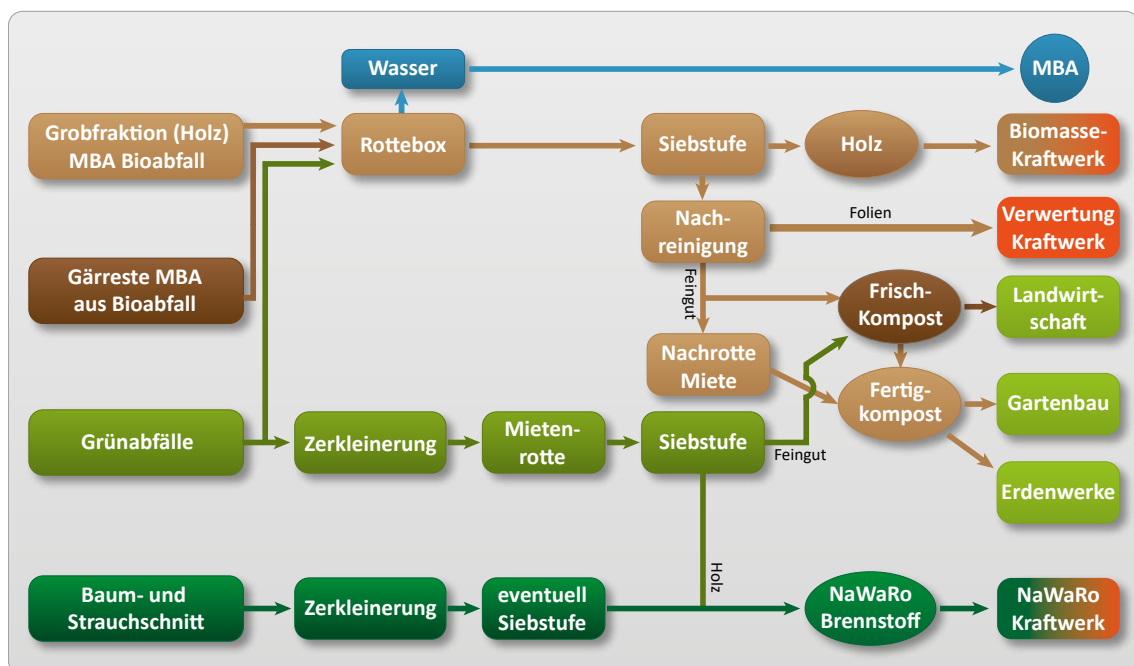 Wasser
MBA
Grobfraktion (Holz)
MBA Bioabfall
Rottebox
Siebstufe
Holz
Biomasse-
Kraftwerk
Nach-
reinigung
Folien
Verwertung
Kraftwerk
Gärreste MBA
aus Bioabfall
Feingut
Frisch-
Kompost
Landwirt-
schaft
Nachrotte
Miete
Fertig-
kompost
Gartenbau
Grünabfälle
Zerkleinerung
Mieten-
rotte
Siebstufe
Feingut
Erdenwerke
Holz
Baum- und
Strauchschnitt
Zerkleinerung
eventuell
Siebstufe
NaWaRo
Brennstoff
NaWaRo
Kraftwerk